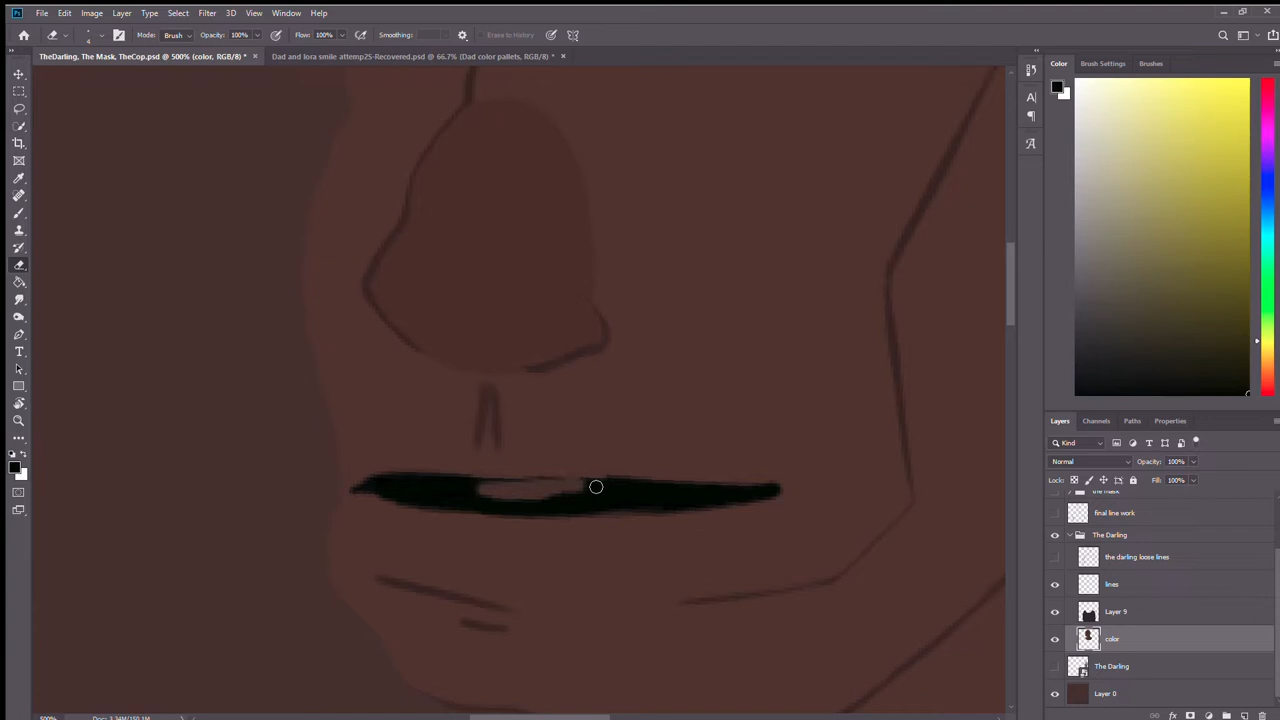 Ps File Edit Image Layer Type Select Filter 3D View Window Help
4 Mode: Brush Opacity: 100% Flow: 100% Smoothing: Erase to History
TheDarling, The Mask, TheCop.psd @ 500% (color, RGB/8) * × Dad and lora smile attemp25-Recovered.psd @ 66.7% (Dad color pallets, RGB/8) * ×
Color Brush Settings Brushes
Layers Channels Paths Properties
Kind
Normal Opacity: 100%
Lock: Fill: 100%
the mask
final line work
The Darling
the darling loose lines
lines
Layer 9
color
The Darling
Layer 0
500% Doc: 3.34M/150.1M